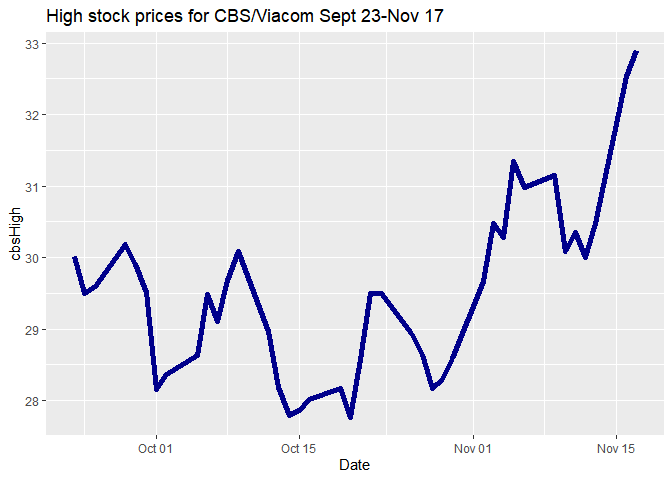 High stock prices for CBS/Viacom Sept 23-Nov 17
33
32
31
30
29
28
cbsHigh
Oct 01
Oct 15
Nov 01
Nov 15
Date